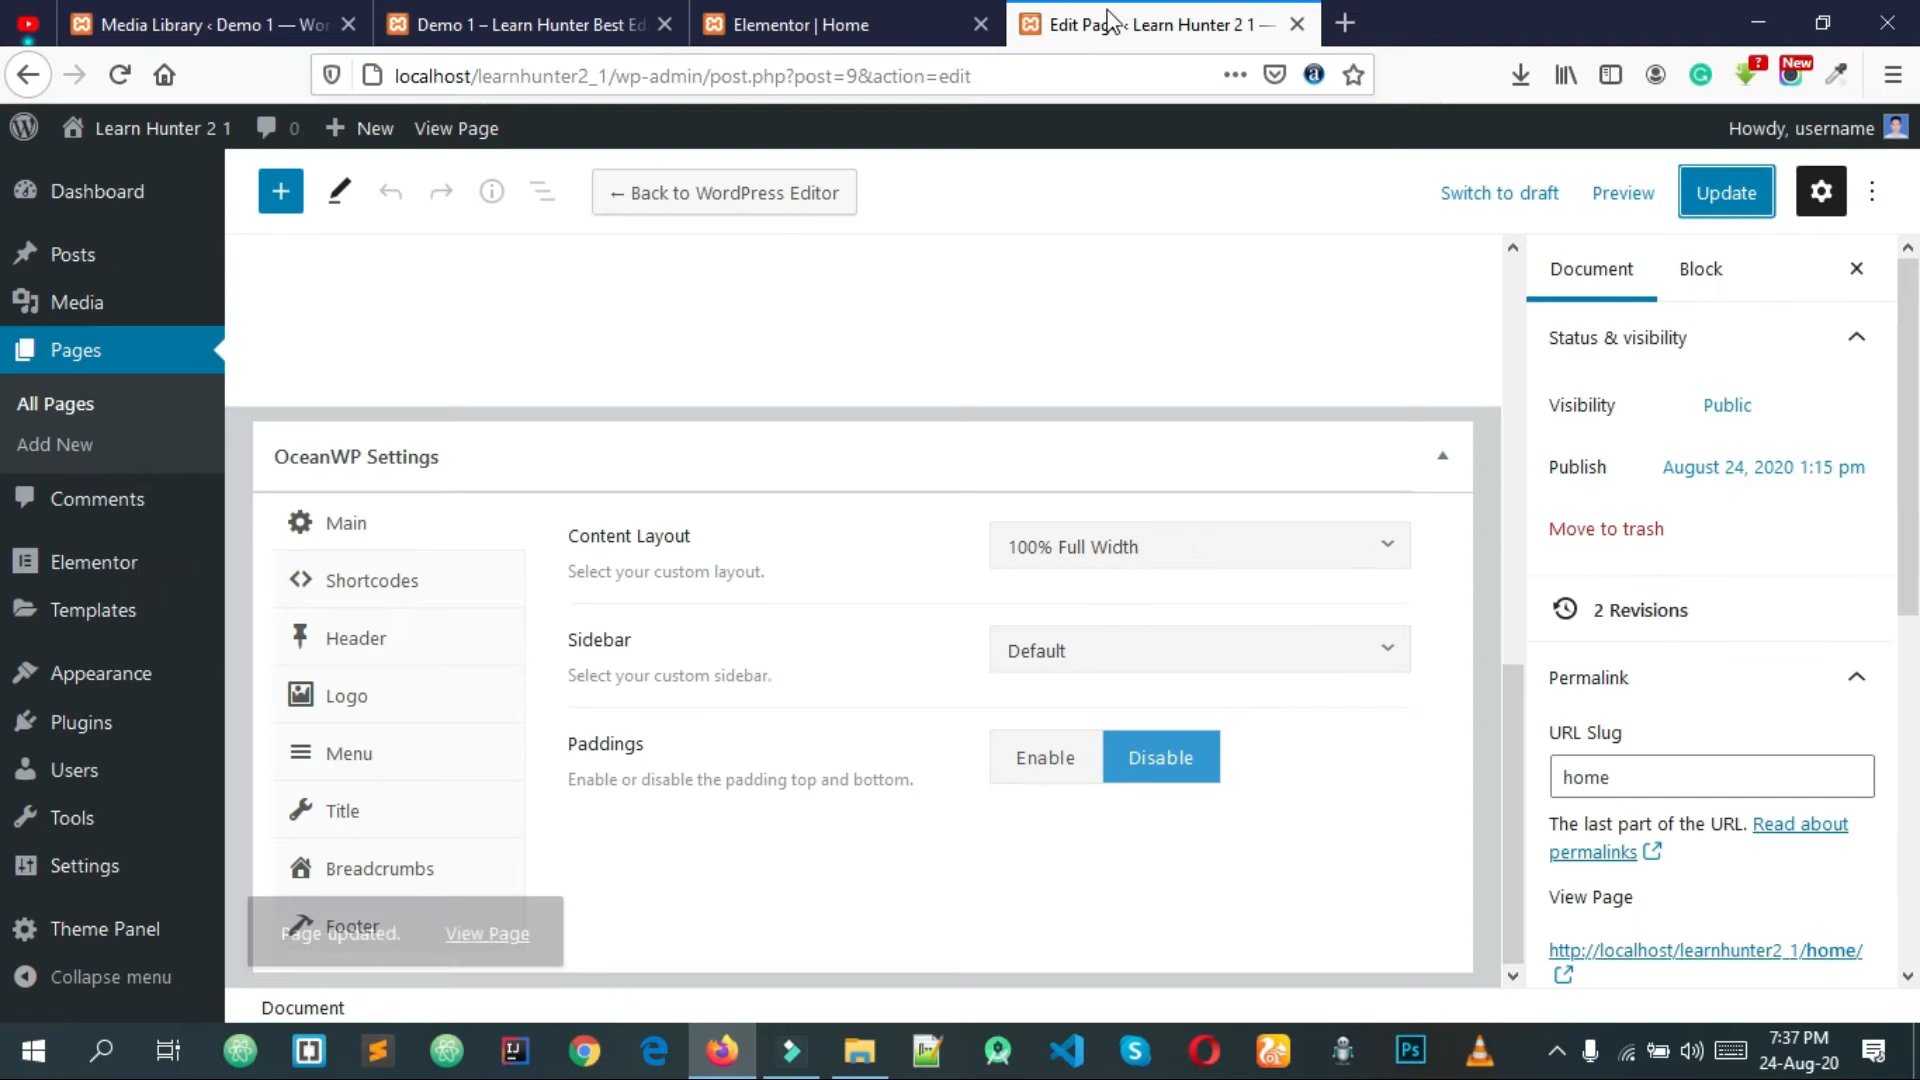 Media Library ‹ Demo 1 — Wor
Demo 1 – Learn Hunter Best Ed
Elementor | Home
Edit Pag ‹ Learn Hunter 2 1 —
localhost/learnhunter2_1/wp-admin/post.php?post=9&action=edit
?
New
Learn Hunter 2 1
0
New
View Page
Howdy, username
Dashboard
Posts
Media
Pages
All Pages
Add New
Comments
Elementor
Templates
Appearance
Plugins
Users
Tools
Settings
Theme Panel
Collapse menu
← Back to WordPress Editor
Switch to draft
Preview
Update
OceanWP Settings
Main
Shortcodes
Header
Logo
Menu
Title
Breadcrumbs
Footer
Content Layout
Select your custom layout.
100% Full Width
Sidebar
Select your custom sidebar.
Default
Paddings
Enable or disable the padding top and bottom.
Enable
Disable
Page updated.
View Page
Document
Document
Block
Status & visibility
Visibility
Public
Publish
August 24, 2020 1:15 pm
Move to trash
2 Revisions
Permalink
URL Slug
home
The last part of the URL. Read about
permalinks
View Page
http://localhost/learnhunter2_1/home/
Ps
7:37 PM
24-Aug-20